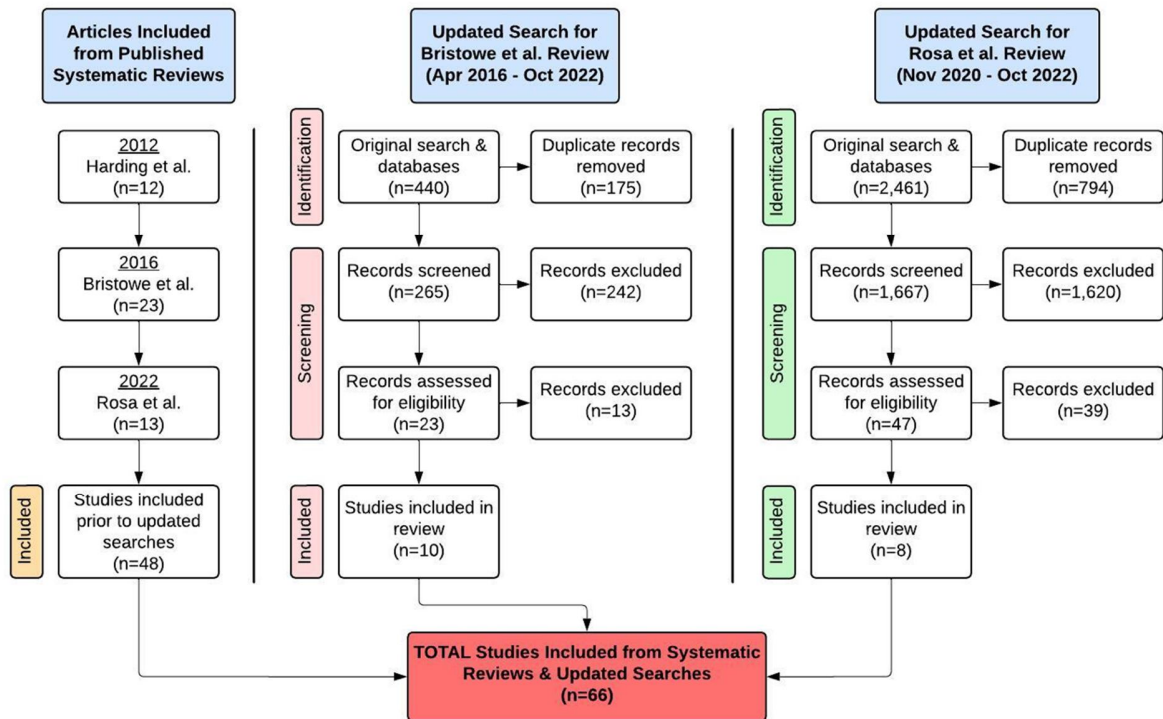 Articles Included
from Published
Systematic Reviews
2012
Harding et al.
(n=12)
2016
Bristowe et al.
(n=23)
2022
Rosa et al.
(n=13)
Included
Studies included
prior to updated
searches
(n=48)
Updated Search for
Bristowe et al. Review
(Apr 2016 - Oct 2022)
Identification
Original search &
databases
(n=440)
Duplicate records
removed
(n=175)
Screening
Records screened
(n=265)
Records excluded
(n=242)
Records assessed
for eligibility
(n=23)
Records excluded
(n=13)
Included
Studies included in
review
(n=10)
Updated Search for
Rosa et al. Review
(Nov 2020 - Oct 2022)
Identification
Original search &
databases
(n=2,461)
Duplicate records
removed
(n=794)
Screening
Records screened
(n=1,667)
Records excluded
(n=1,620)
Records assessed
for eligibility
(n=47)
Records excluded
(n=39)
Included
Studies included in
review
(n=8)
TOTAL Studies Included from Systematic
Reviews & Updated Searches
(n=66)